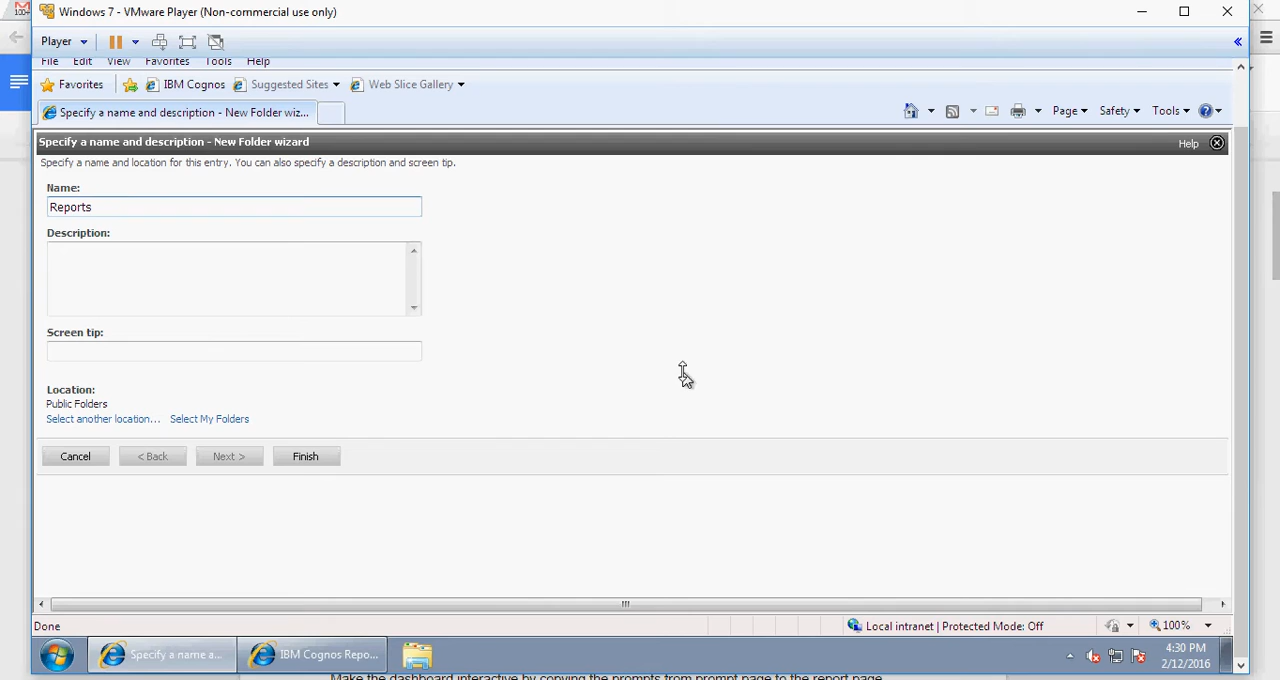 100+
Windows 7 - VMware Player (Non-commercial use only)
Player
File Edit View Favorites Tools Help
Favorites IBM Cognos Suggested Sites Web Slice Gallery
Specify a name and description - New Folder wiz...
Page Safety Tools
Specify a name and description - New Folder wizard
Help
Specify a name and location for this entry. You can also specify a description and screen tip.
Name:
Reports
Description:
Screen tip:
Location:
Public Folders
Select another location... Select My Folders
Cancel < Back Next > Finish
Done
Local intranet | Protected Mode: Off
100%
Specify a name a...
IBM Cognos Repo...
4:30 PM
2/12/2016
Make the dashboard interactive by copying the prompts from prompt page to the report page